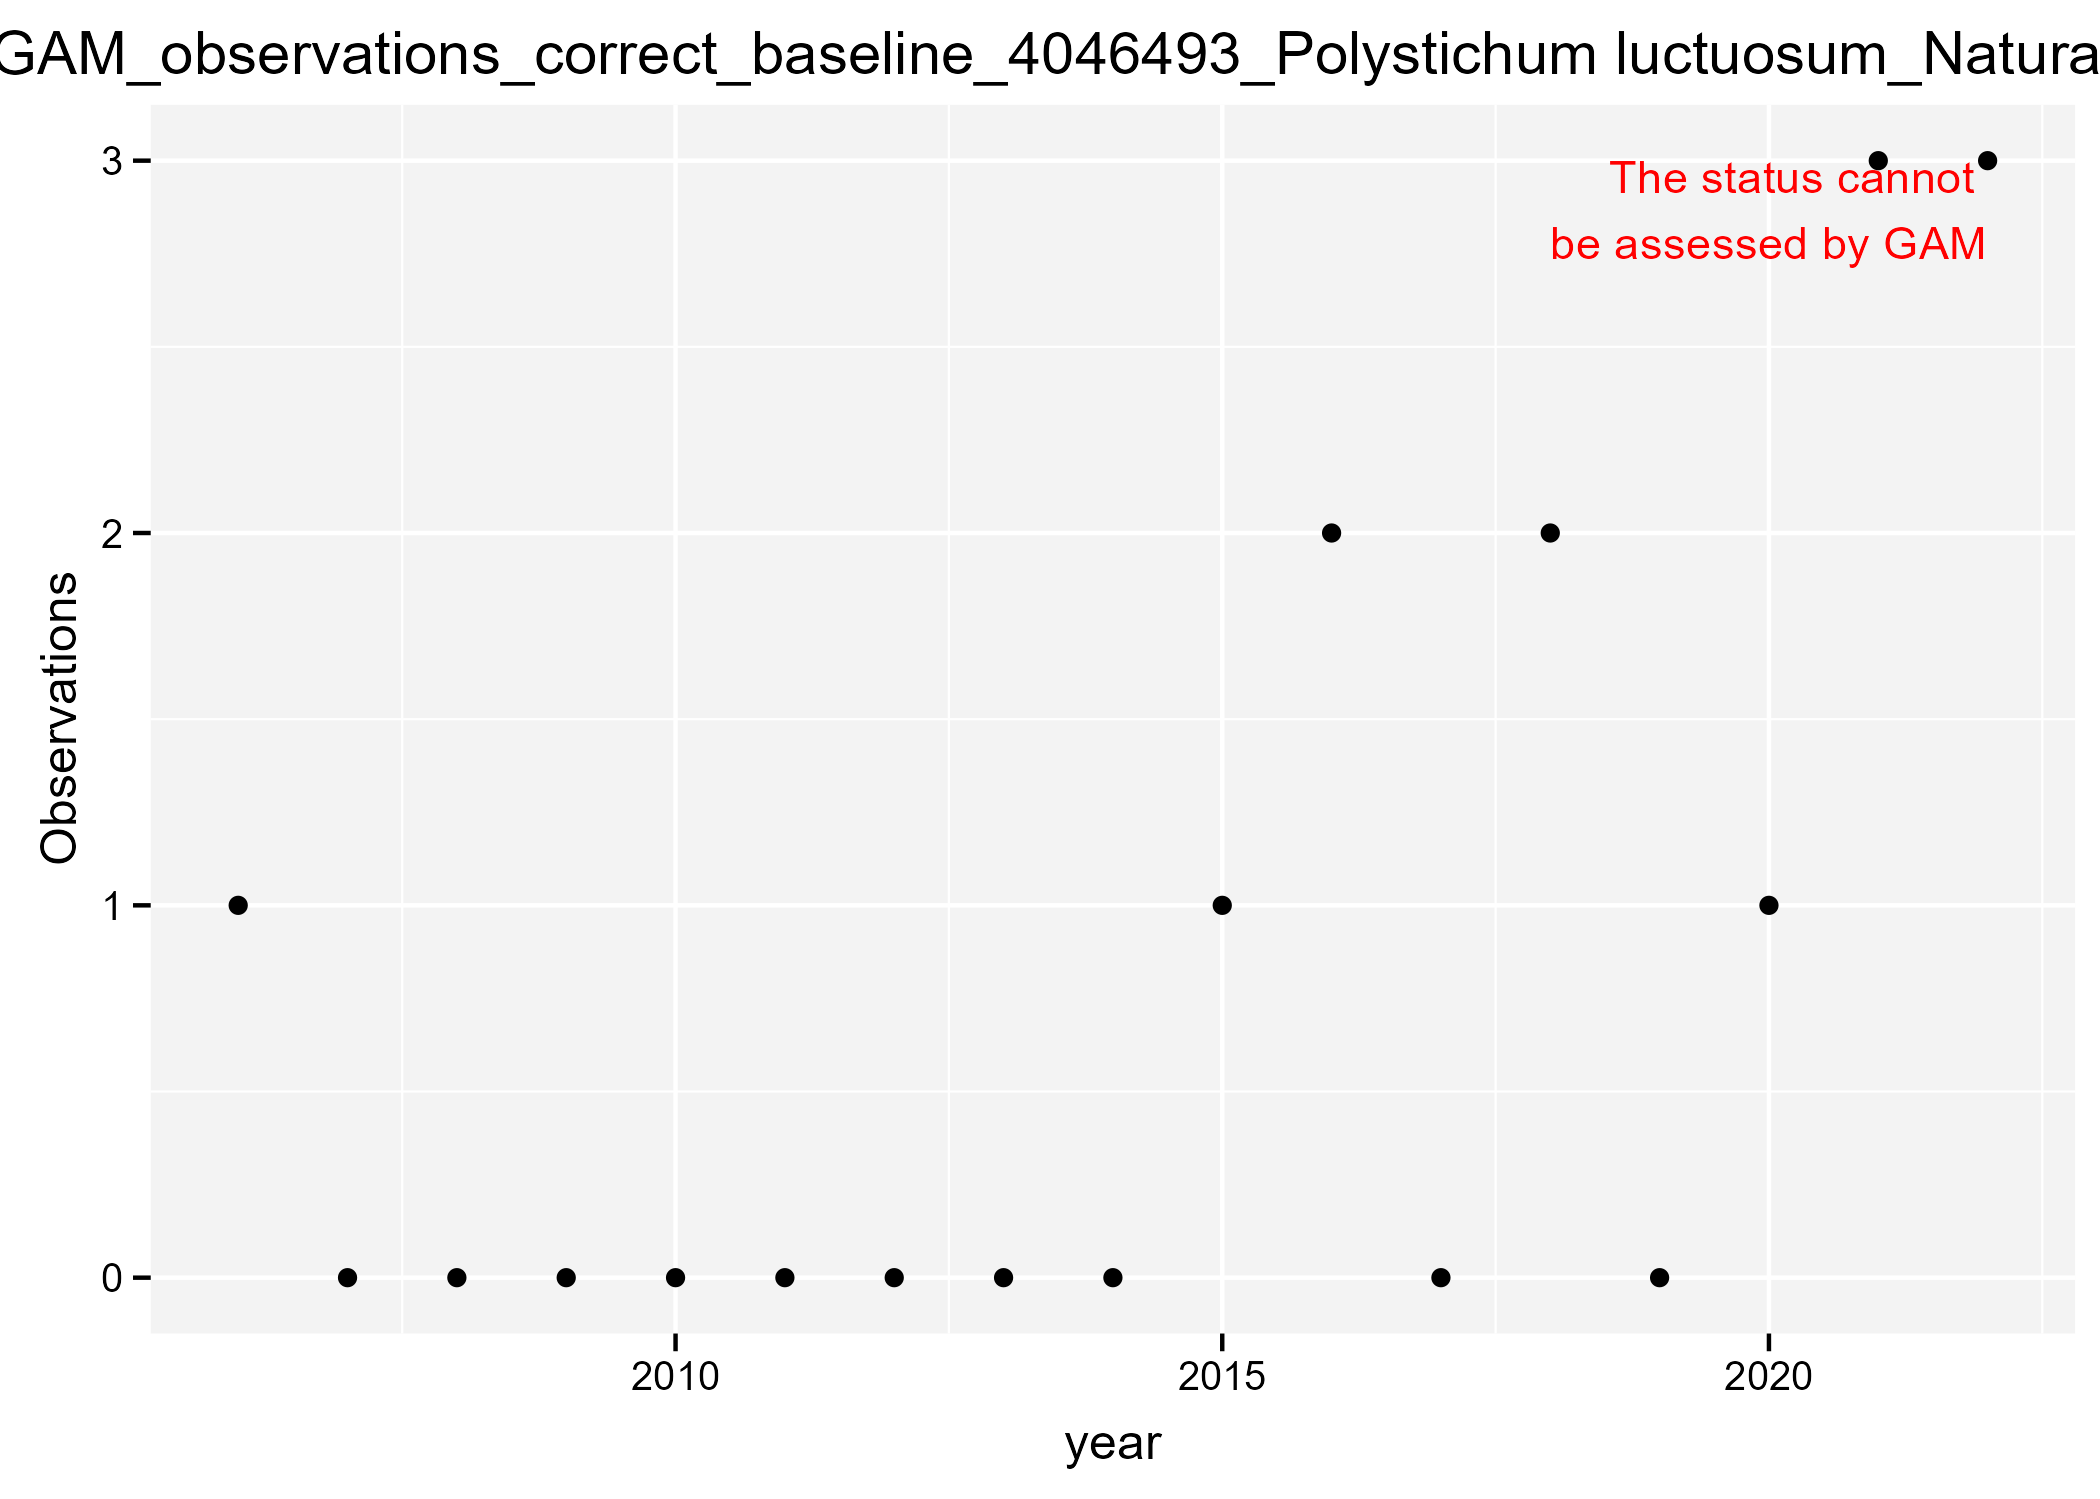 GAM_observations_correct_baseline_4046493_Polystichum luctuosum_Natura
3
The status cannot
be assessed by GAM
2
Observations
1
0
2010 2015 2020
year